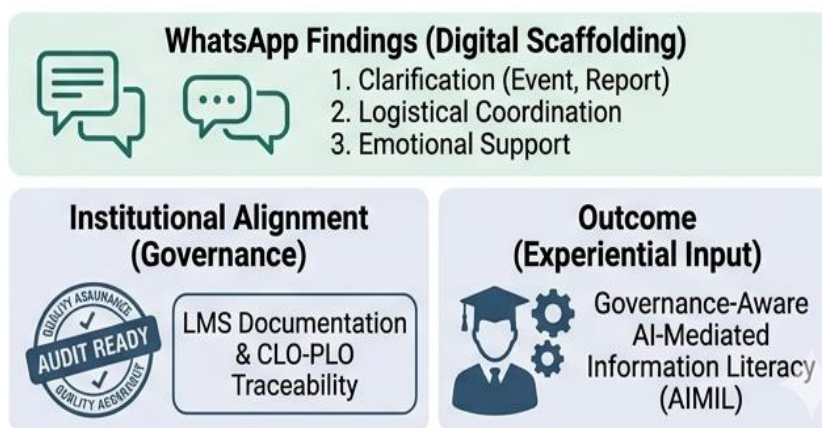 WhatsApp Findings (Digital Scaffolding)
1. Clarification (Event, Report)
2. Logistical Coordination
3. Emotional Support
Institutional Alignment
(Governance)
AUDIT READY
QUALITY
LMS Documentation
& CLO-PLO
Traceability
Outcome
(Experiential Input)
Governance-Aware
AI-Mediated
Information Literacy
(AIMIL)